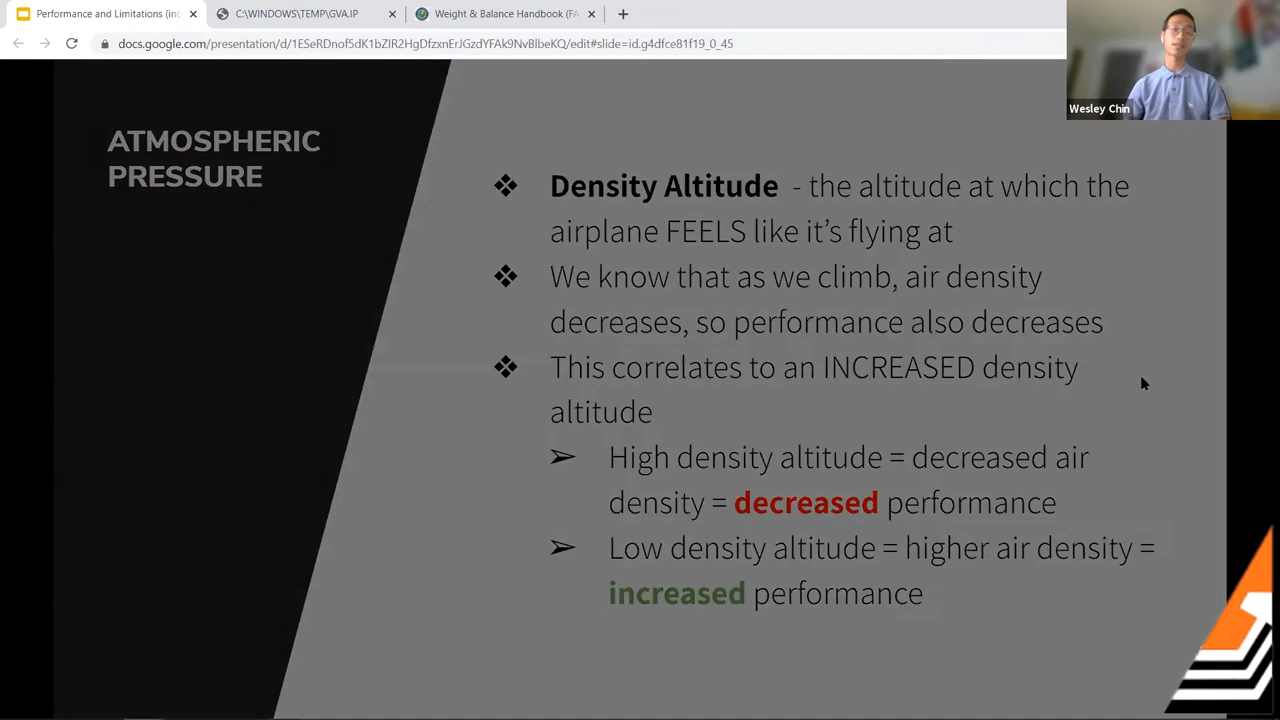 Performance and Limitations (inc
C:\WINDOWS\TEMP\GVA.IP
Weight & Balance Handbook (FA
docs.google.com/presentation/d/1ESeRDnof5dK1bZIR2HgDfzxnErJGzdYFAk9NvBlbeKQ/edit#slide=id.g4dfce81f19_0_45
Wesley Chin
ATMOSPHERIC
PRESSURE
❖ Density Altitude - the altitude at which the
airplane FEELS like it’s flying at
❖ We know that as we climb, air density
decreases, so performance also decreases
❖ This correlates to an INCREASED density
altitude
➢ High density altitude = decreased air
density = decreased performance
➢ Low density altitude = higher air density =
increased performance